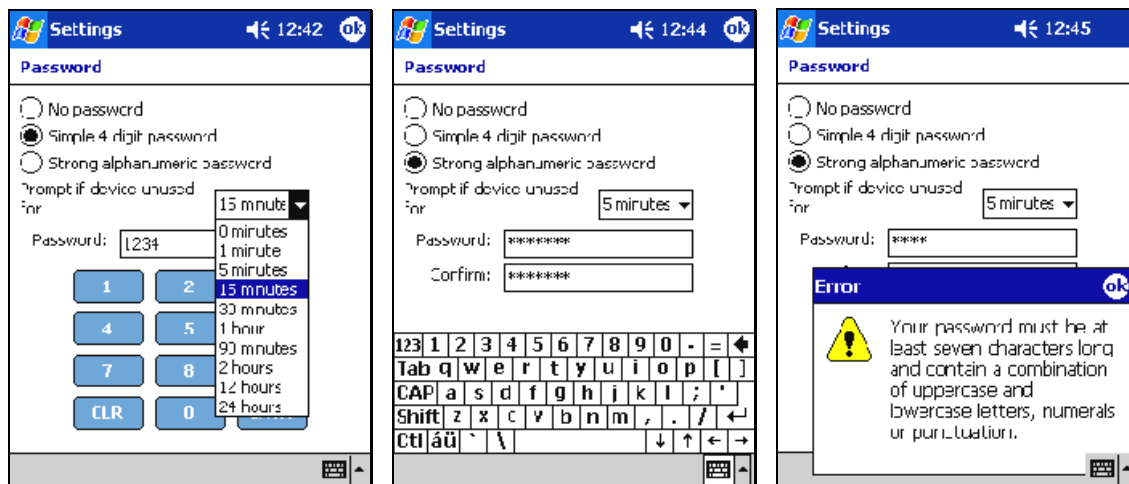 Settings 12:42 ok
Password
No password
Simple 4 digit password
Strong alphanumeric password
Prompt if device unused
for 15 minute
Password: 1234
0 minutes
1 minute
5 minutes
15 minutes
30 minutes
1 hour
90 minutes
2 hours
12 hours
24 hours
1 2
4 5
7 8
CLR 0
Settings 12:44 ok
Password
No password
Simple 4 digit password
Strong alphanumeric password
Prompt if device unused
for 5 minutes
Password: *******
Confirm: *******
123 1 2 3 4 5 6 7 8 9 0 - =
Tab q w e r t y u i o p [ ]
CAP a s d f g h j k l ; '
Shift z x c v b n m , . /
Ctl áü ` \
Settings 12:45
Password
No password
Simple 4 digit password
Strong alphanumeric password
Prompt if device unused
for 5 minutes
Password: ****
Error ok
Your password must be at
least seven characters long
and contain a combination
of uppercase and
lowercase letters, numerals
or punctuation.